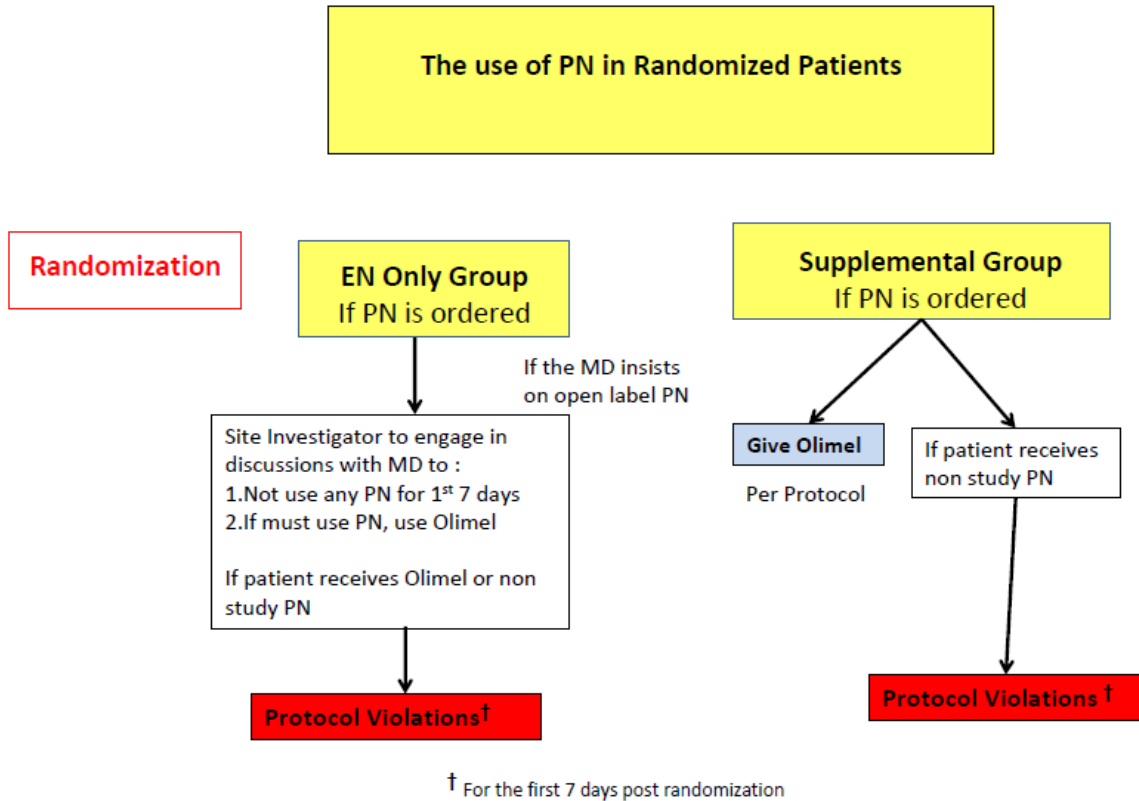 The use of PN in Randomized Patients
Randomization
EN Only Group
If PN is ordered
Supplemental Group
If PN is ordered
If the MD insists
on open label PN
Site Investigator to engage in
discussions with MD to :
1.Not use any PN for 1st 7 days
2.If must use PN, use Olimel
If patient receives Olimel or non
study PN
Give Olimel
Per Protocol
If patient receives
non study PN
Protocol Violations†
Protocol Violations †
† For the first 7 days post randomization